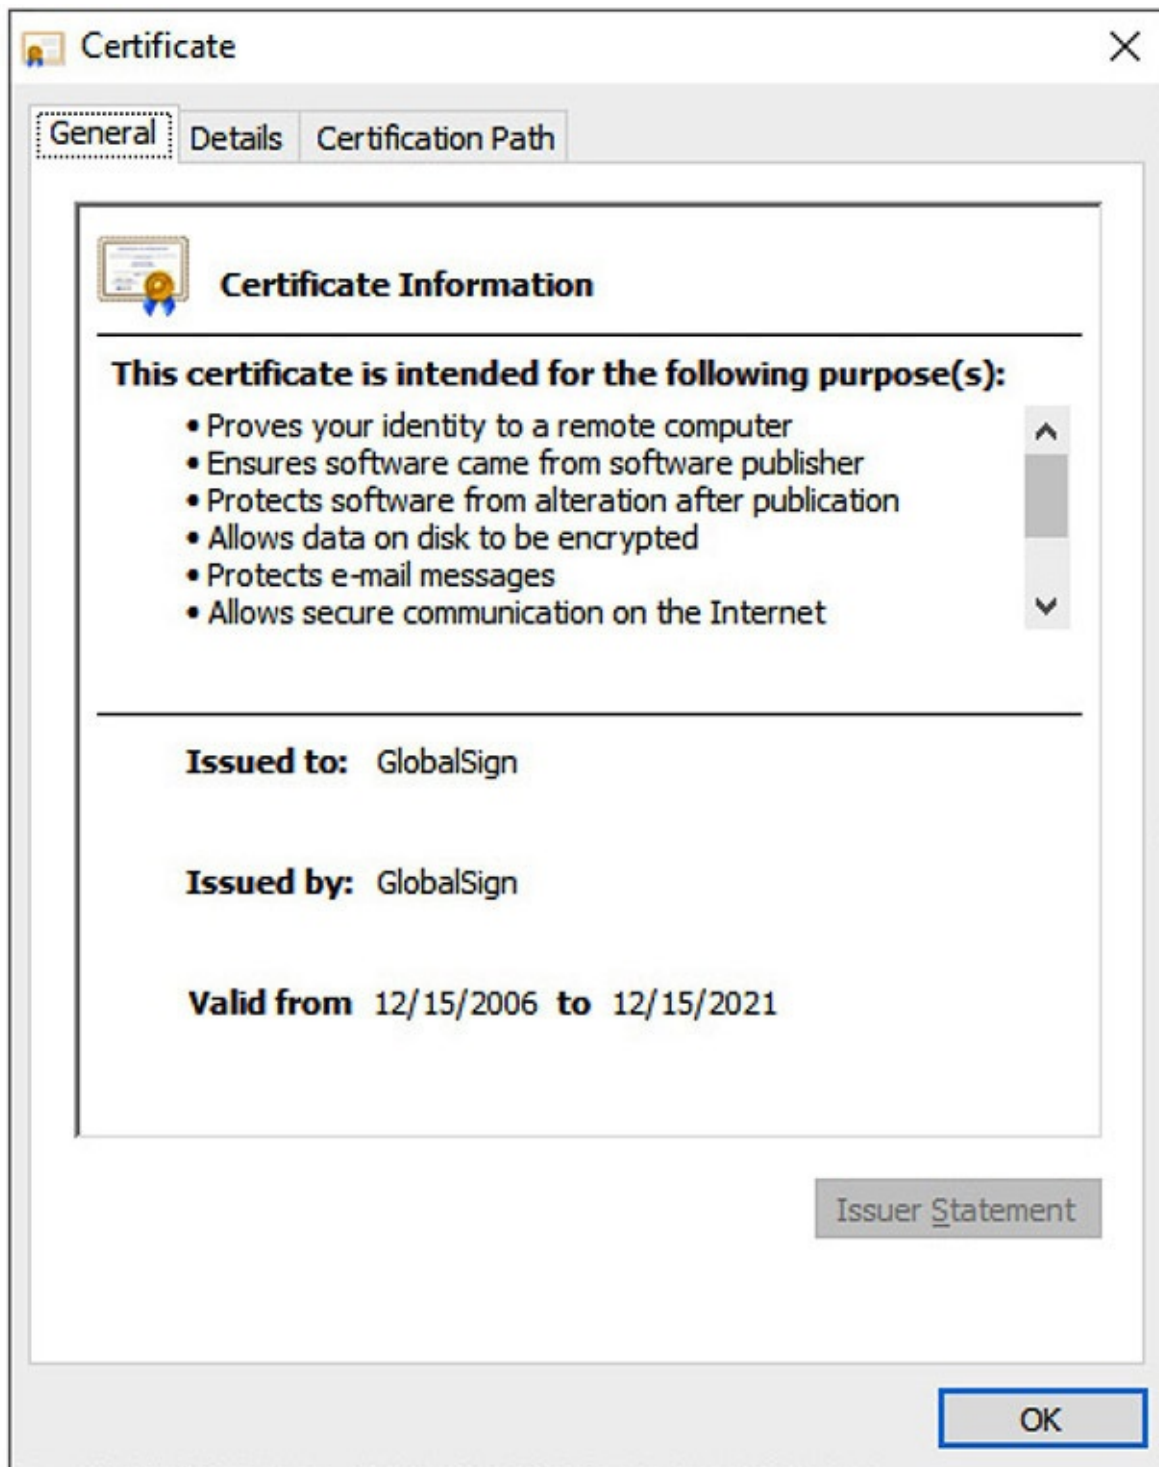 Certificate
General Details Certification Path
Certificate Information
This certificate is intended for the following purpose(s):
• Proves your identity to a remote computer
• Ensures software came from software publisher
• Protects software from alteration after publication
• Allows data on disk to be encrypted
• Protects e-mail messages
• Allows secure communication on the Internet
Issued to: GlobalSign
Issued by: GlobalSign
Valid from 12/15/2006 to 12/15/2021
Issuer Statement
OK